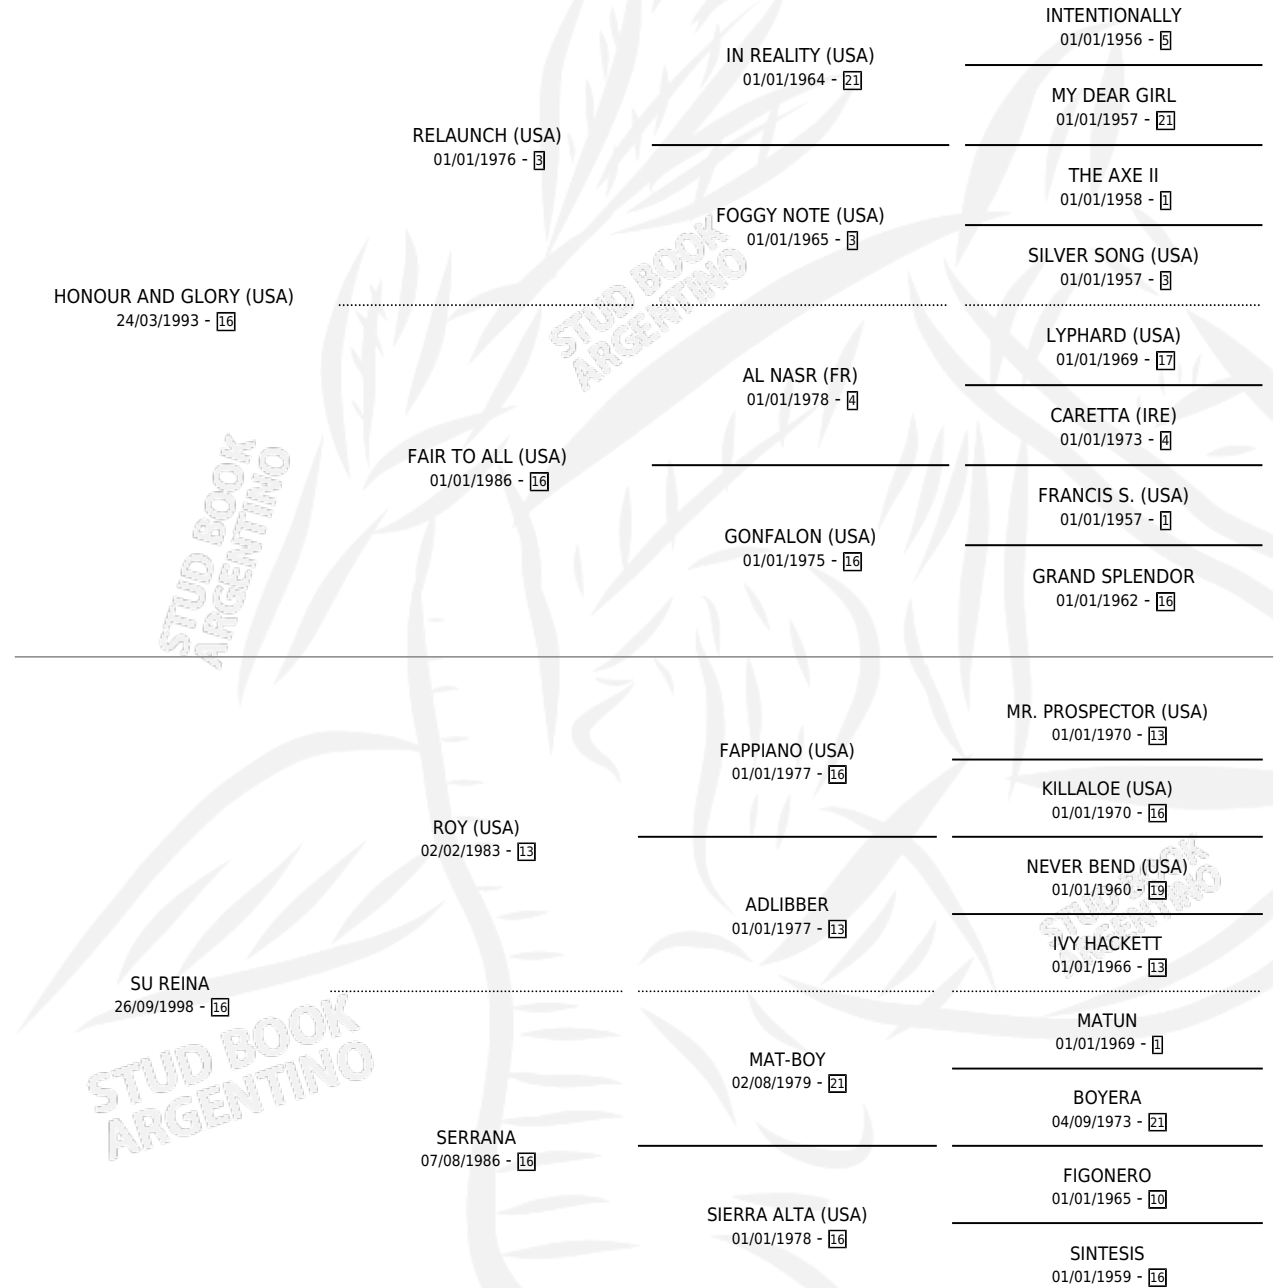 INTENTIONALLY
01/01/1956 - 5
IN REALITY (USA)
01/01/1964 - 21
MY DEAR GIRL
01/01/1957 - 21
RELAUNCH (USA)
01/01/1976 - 3
THE AXE II
01/01/1958 - 1
FOGGY NOTE (USA)
01/01/1965 - 3
SILVER SONG (USA)
01/01/1957 - 3
HONOUR AND GLORY (USA)
24/03/1993 - 16
STUD BOOK
ARGENTINO
LYPHARD (USA)
01/01/1969 - 17
AL NASR (FR)
01/01/1978 - 4
CARETTA (IRE)
01/01/1973 - 4
FAIR TO ALL (USA)
01/01/1986 - 16
FRANCIS S. (USA)
01/01/1957 - 1
GONFALON (USA)
01/01/1975 - 16
GRAND SPLENDOR
01/01/1962 - 16
STUD BOOK
ARGENTINO
MR. PROSPECTOR (USA)
01/01/1970 - 13
FAPPIANO (USA)
01/01/1977 - 16
KILLALOE (USA)
01/01/1970 - 16
ROY (USA)
02/02/1983 - 13
NEVER BEND (USA)
01/01/1960 - 19
ADLIBBER
01/01/1977 - 13
IVY HACKETT
01/01/1966 - 13
STUD BOOK
ARGENTINO
SU REINA
26/09/1998 - 16
STUD BOOK
ARGENTINO
MATUN
01/01/1969 - 1
MAT-BOY
02/08/1979 - 21
BOYERA
04/09/1973 - 21
SERRANA
07/08/1986 - 16
FIGONERO
01/01/1965 - 10
SIERRA ALTA (USA)
01/01/1978 - 16
SINTESIS
01/01/1959 - 16